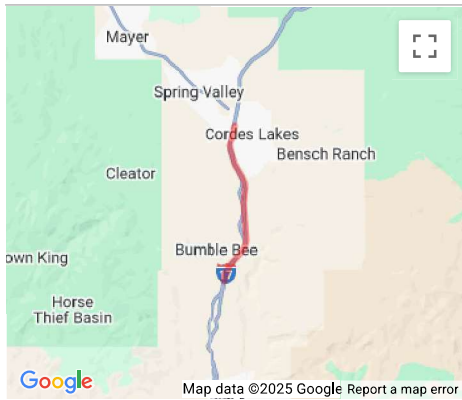 Mayer
Spring Valley
Cordes Lakes
Bensch Ranch
Cleator
Bumble Bee
own King
17
Horse
Thief Basin
Google
Map data ©2025 Google Report a map error